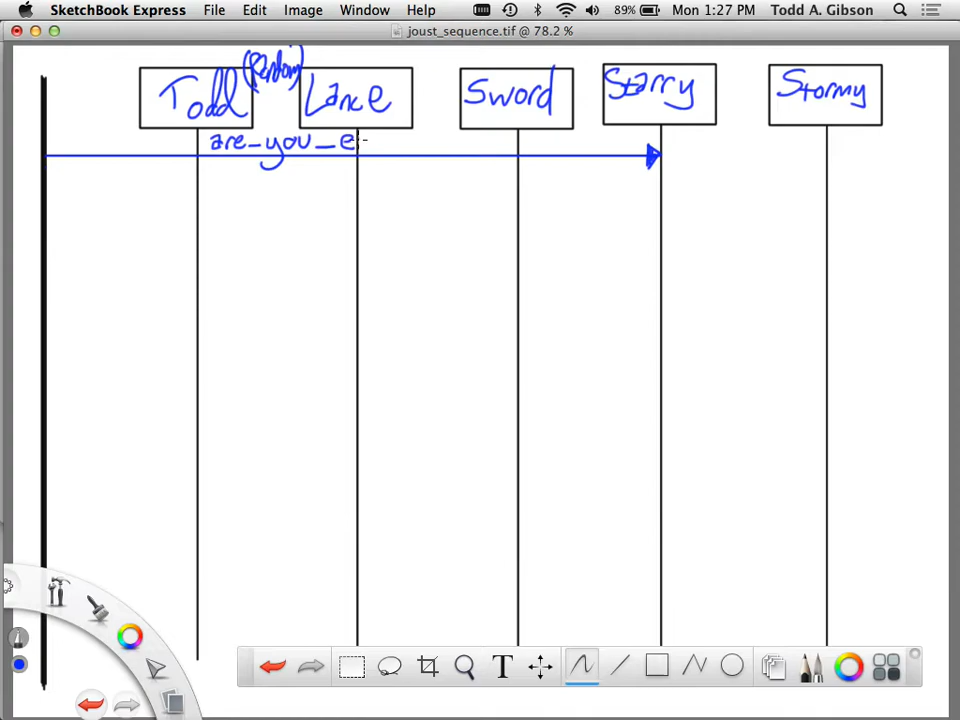 SketchBook Express File Edit Image Window Help 89% Mon 1:27 PM Todd A. Gibson
joust_sequence.tif @ 78.2 %
Todd (Random) Lance Sword Starry Stormy
are_you_e
T